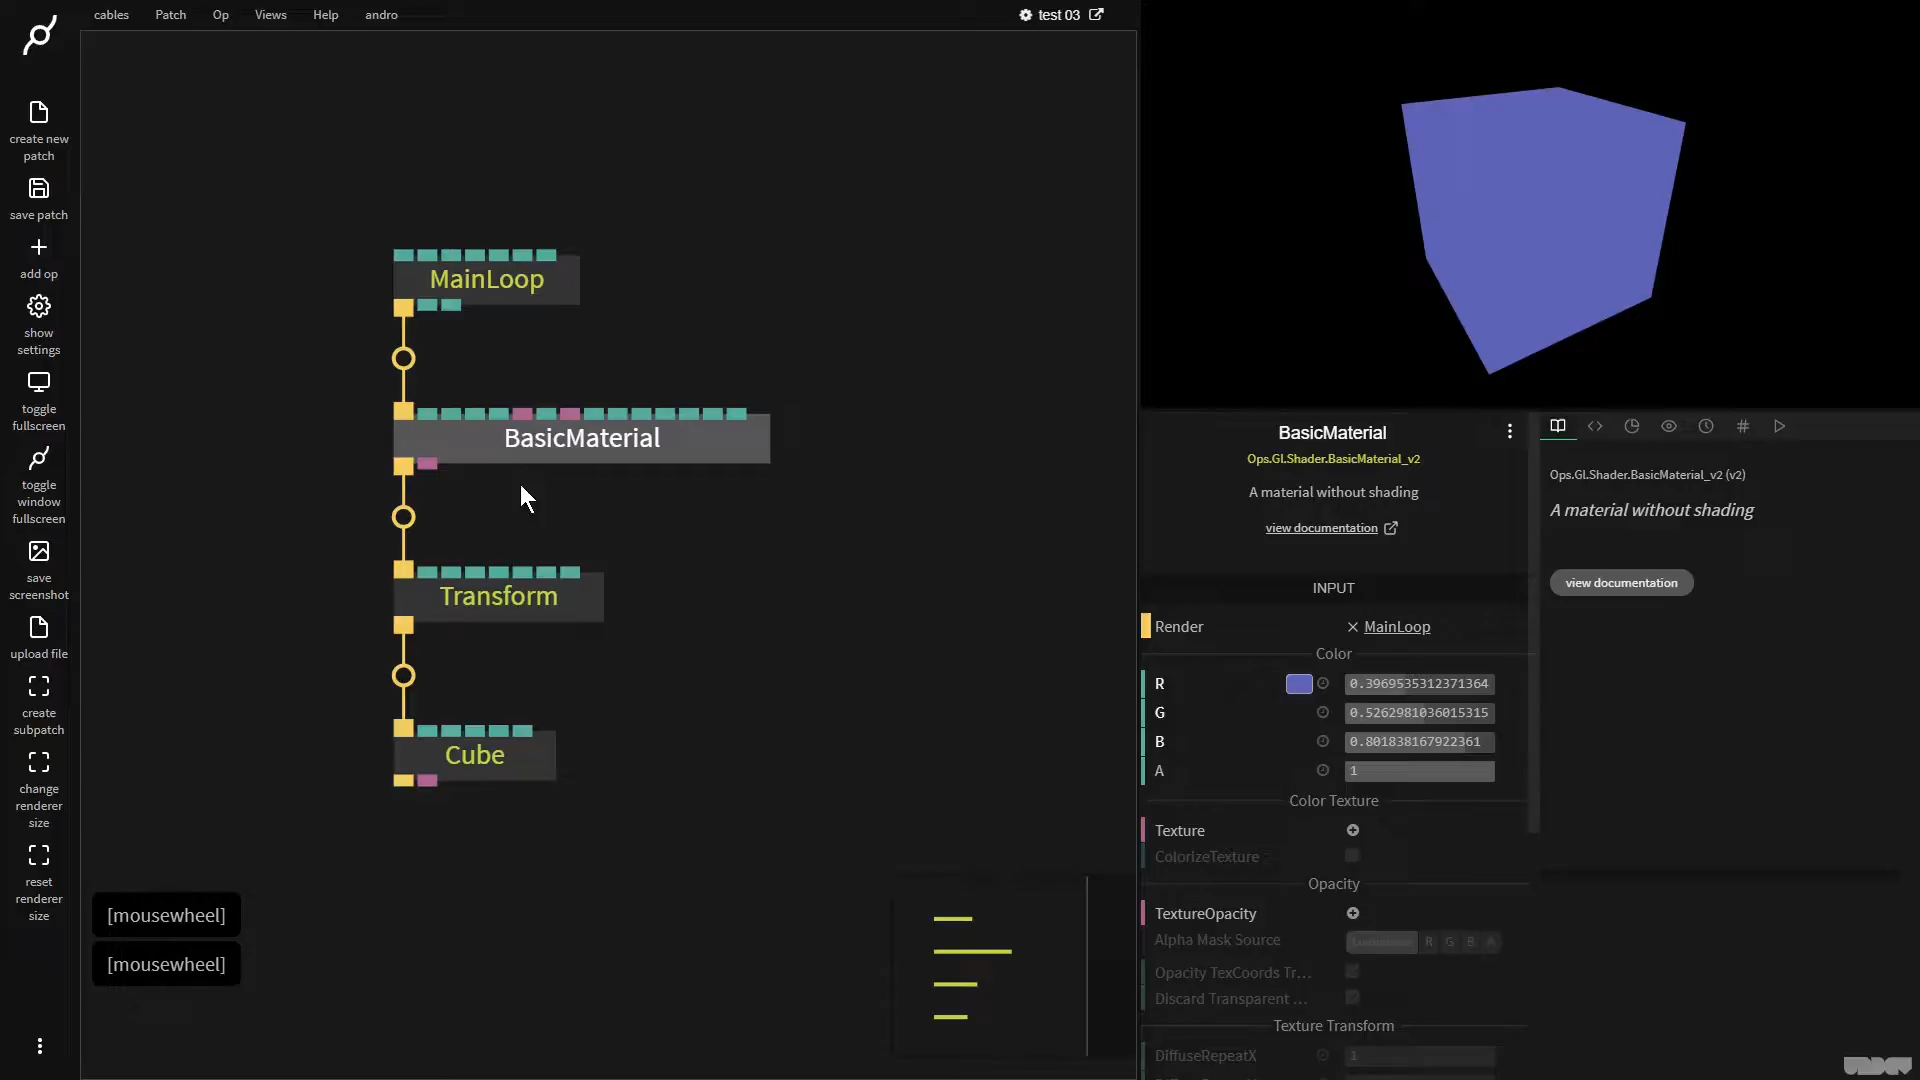 cables
Patch
Op
Views
Help
andro
test 03
create new
patch
save patch
add op
show
settings
toggle
fullscreen
toggle
window
fullscreen
save
screenshot
upload file
create
subpatch
change
renderer
size
reset
renderer
size
MainLoop
BasicMaterial
Transform
Cube
[mousewheel]
[mousewheel]
BasicMaterial
Ops.Gl.Shader.BasicMaterial_v2
A material without shading
view documentation
INPUT
Render
MainLoop
Color
R
0.3969535312371364
G
0.5262981036015315
B
0.801838167922361
A
1
Color Texture
Texture
ColorizeTexture
Opacity
TextureOpacity
Alpha Mask Source
Luminance R G B A
Opacity TexCoords Tr...
Discard Transparent ...
Texture Transform
DiffuseRepeatX
1
Ops.Gl.Shader.BasicMaterial_v2 (v2)
A material without shading
view documentation